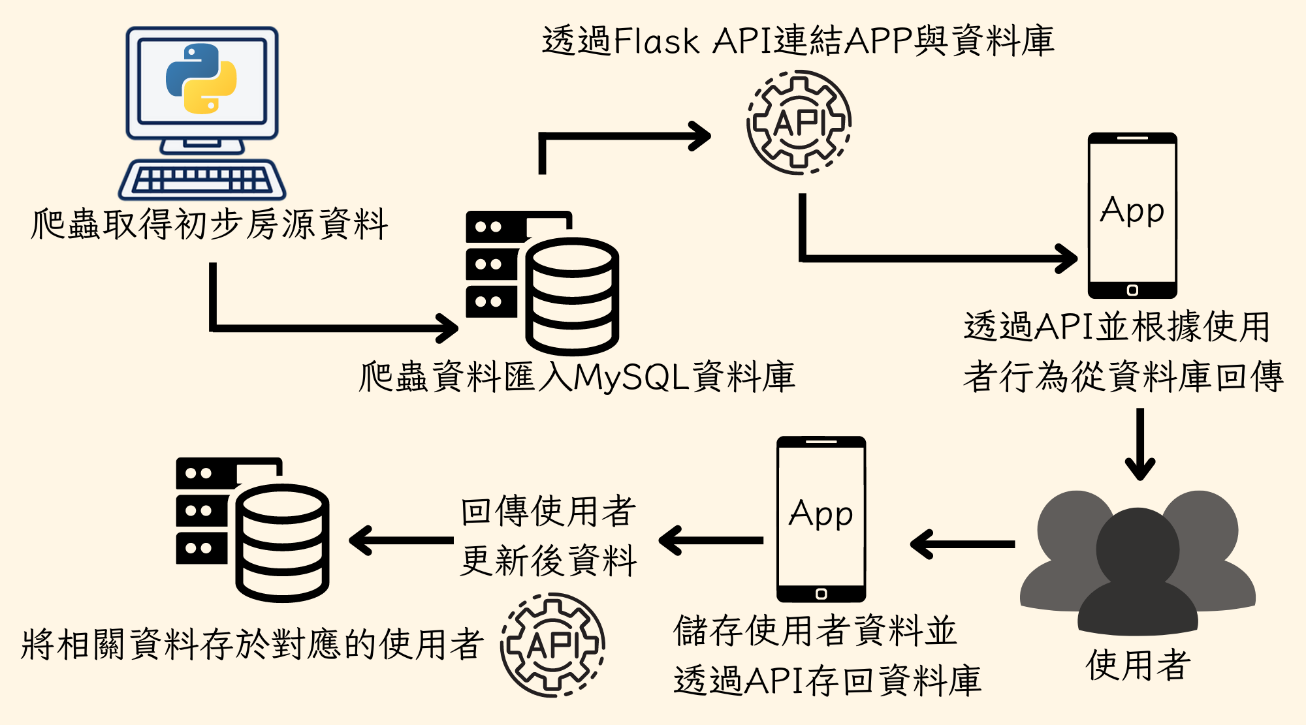 透過Flask API連結APP與資料庫
API
App
爬蟲取得初步房源資料
透過API並根據使用
者行為從資料庫回傳
爬蟲資料匯入MySQL資料庫
App
回傳使用者
更新後資料
API
將相關資料存於對應的使用者
儲存使用者資料並
透過API存回資料庫
使用者